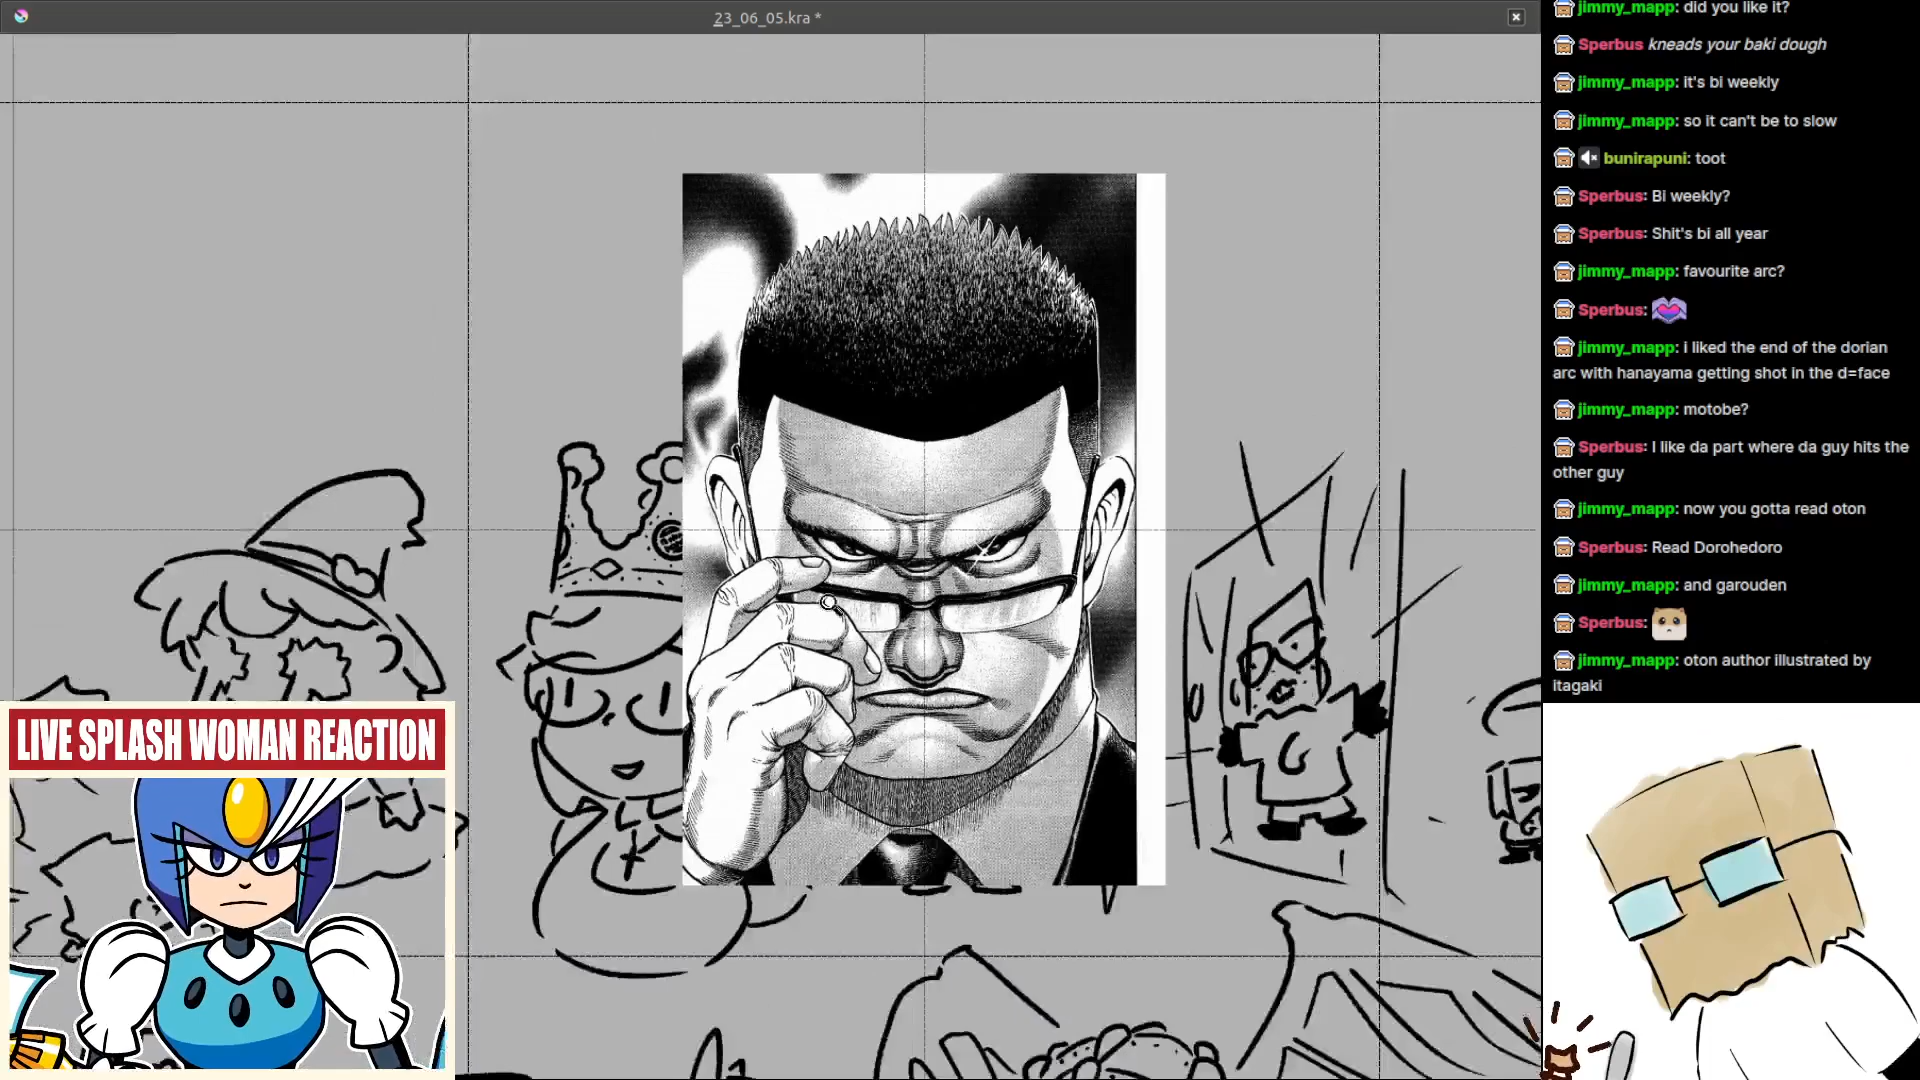 23_06_05.kra *
jimmy_mapp: did you like it?
Sperbus kneads your baki dough
jimmy_mapp: it's bi weekly
jimmy_mapp: so it can't be to slow
bunirapuni: toot
Sperbus: Bi weekly?
Sperbus: Shit's bi all year
jimmy_mapp: favourite arc?
Sperbus:
jimmy_mapp: i liked the end of the dorian
arc with hanayama getting shot in the d=face
jimmy_mapp: motobe?
Sperbus: I like da part where da guy hits the
other guy
jimmy_mapp: now you gotta read oton
Sperbus: Read Dorohedoro
jimmy_mapp: and garouden
Sperbus:
jimmy_mapp: oton author illustrated by
itagaki
LIVE SPLASH WOMAN REACTION